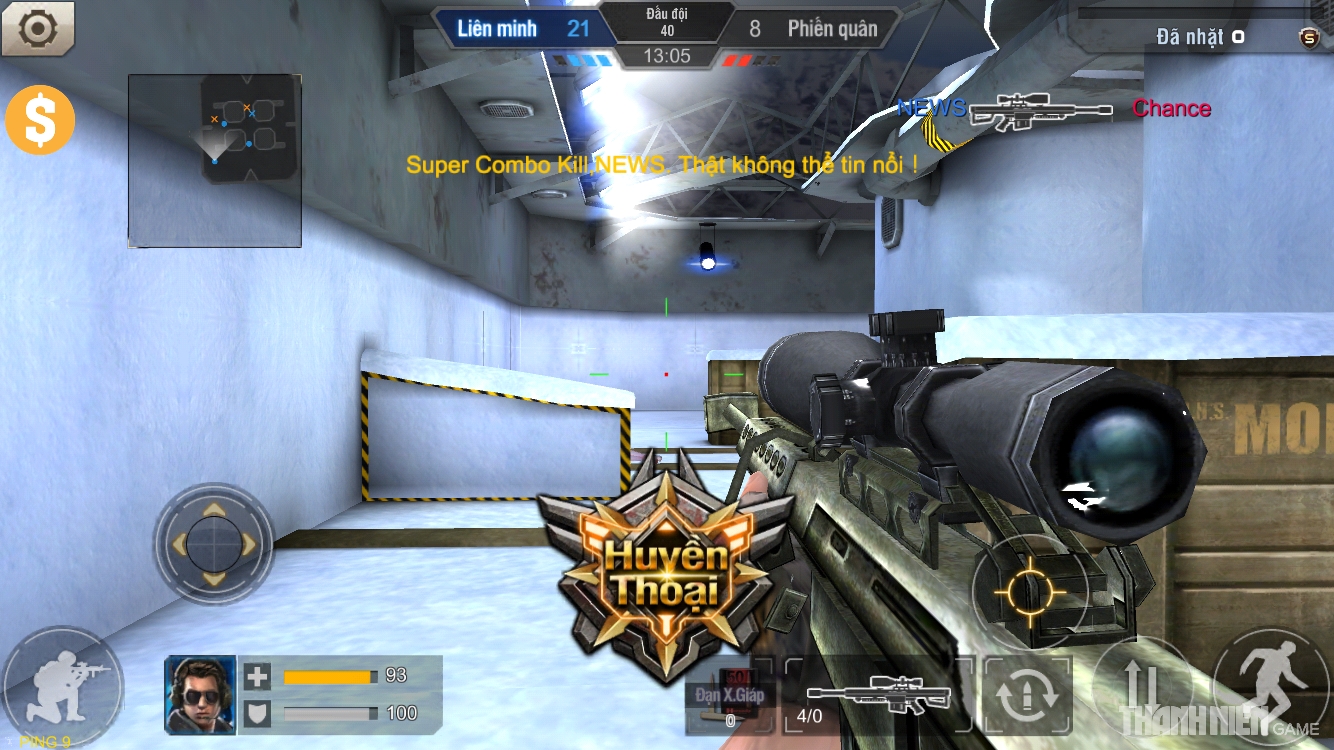 Liên minh 21 Đấu đội 8 Phiến quân
40
13:05
Đã nhặt 0
S
$
NEWS Chance
Super Combo Kill,NEWS. Thật không thể tin nổi !
H.S.
MO
Huyền
Thoại
93
100
Đạn X.Giáp
0
4/0
PING 9
THANH NIÊN GAME